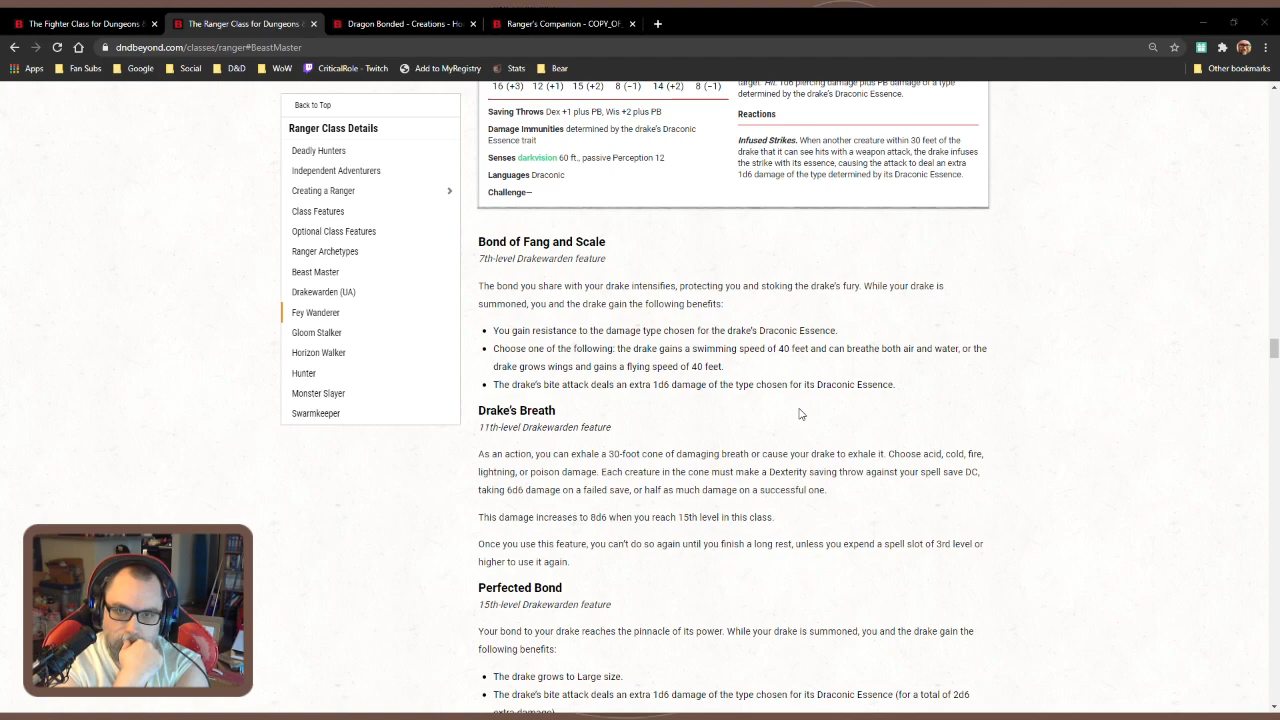 The Fighter Class for Dungeons &
The Ranger Class for Dungeons &
Dragon Bonded - Creations - Ho
Ranger's Companion - COPY_OF
dndbeyond.com/classes/ranger#BeastMaster
Apps Fan Subs Google Social D&D WoW CriticalRole - Twitch Add to MyRegistry Stats Bear Other bookmarks
Back to Top
Ranger Class Details
Deadly Hunters
Independent Adventurers
Creating a Ranger
Class Features
Optional Class Features
Ranger Archetypes
Beast Master
Drakewarden (UA)
Fey Wanderer
Gloom Stalker
Horizon Walker
Hunter
Monster Slayer
Swarmkeeper
16 (+3) 12 (+1) 15 (+2) 8 (−1) 14 (+2) 8 (−1)
Saving Throws Dex +1 plus PB, Wis +2 plus PB
Damage Immunities determined by the drake's Draconic
Essence trait
Senses darkvision 60 ft., passive Perception 12
Languages Draconic
Challenge—
target. Hit: 1d6 piercing damage plus PB damage of a type
determined by the drake's Draconic Essence.
Reactions
Infused Strikes. When another creature within 30 feet of the
drake that it can see hits with a weapon attack, the drake infuses
the strike with its essence, causing the attack to deal an extra
1d6 damage of the type determined by its Draconic Essence.
Bond of Fang and Scale
7th-level Drakewarden feature
The bond you share with your drake intensifies, protecting you and stoking the drake's fury. While your drake is
summoned, you and the drake gain the following benefits:
• You gain resistance to the damage type chosen for the drake's Draconic Essence.
• Choose one of the following: the drake gains a swimming speed of 40 feet and can breathe both air and water, or the
drake grows wings and gains a flying speed of 40 feet.
• The drake's bite attack deals an extra 1d6 damage of the type chosen for its Draconic Essence.
Drake's Breath
11th-level Drakewarden feature
As an action, you can exhale a 30-foot cone of damaging breath or cause your drake to exhale it. Choose acid, cold, fire,
lightning, or poison damage. Each creature in the cone must make a Dexterity saving throw against your spell save DC,
taking 6d6 damage on a failed save, or half as much damage on a successful one.
This damage increases to 8d6 when you reach 15th level in this class.
Once you use this feature, you can't do so again until you finish a long rest, unless you expend a spell slot of 3rd level or
higher to use it again.
Perfected Bond
15th-level Drakewarden feature
Your bond to your drake reaches the pinnacle of its power. While your drake is summoned, you and the drake gain the
following benefits:
• The drake grows to Large size.
• The drake's bite attack deals an extra 1d6 damage of the type chosen for its Draconic Essence (for a total of 2d6
extra damage)